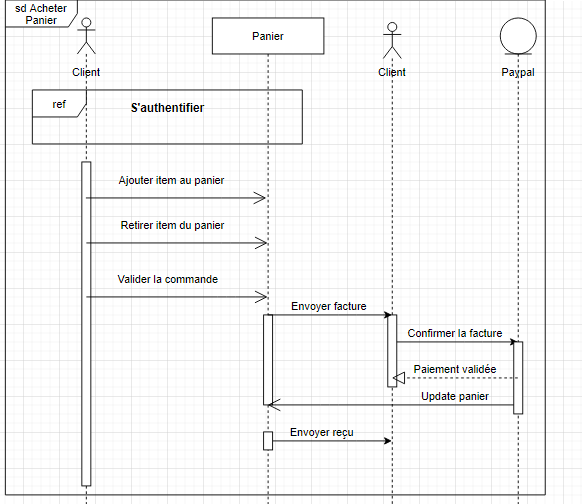 sd Acheter
Panier
Client
Panier
Client
Paypal
ref
S'authentifier
Ajouter item au panier
Retirer item du panier
Valider la commande
Envoyer facture
Confirmer la facture
Paiement validée
Update panier
Envoyer reçu